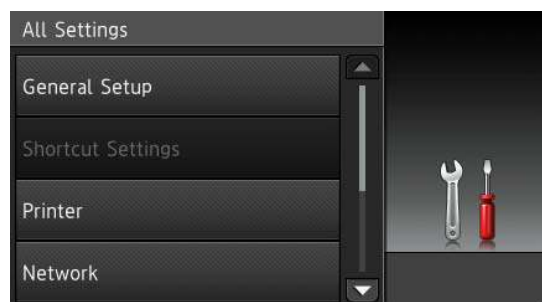 All Settings
General Setup
Shortcut Settings
Printer
Network